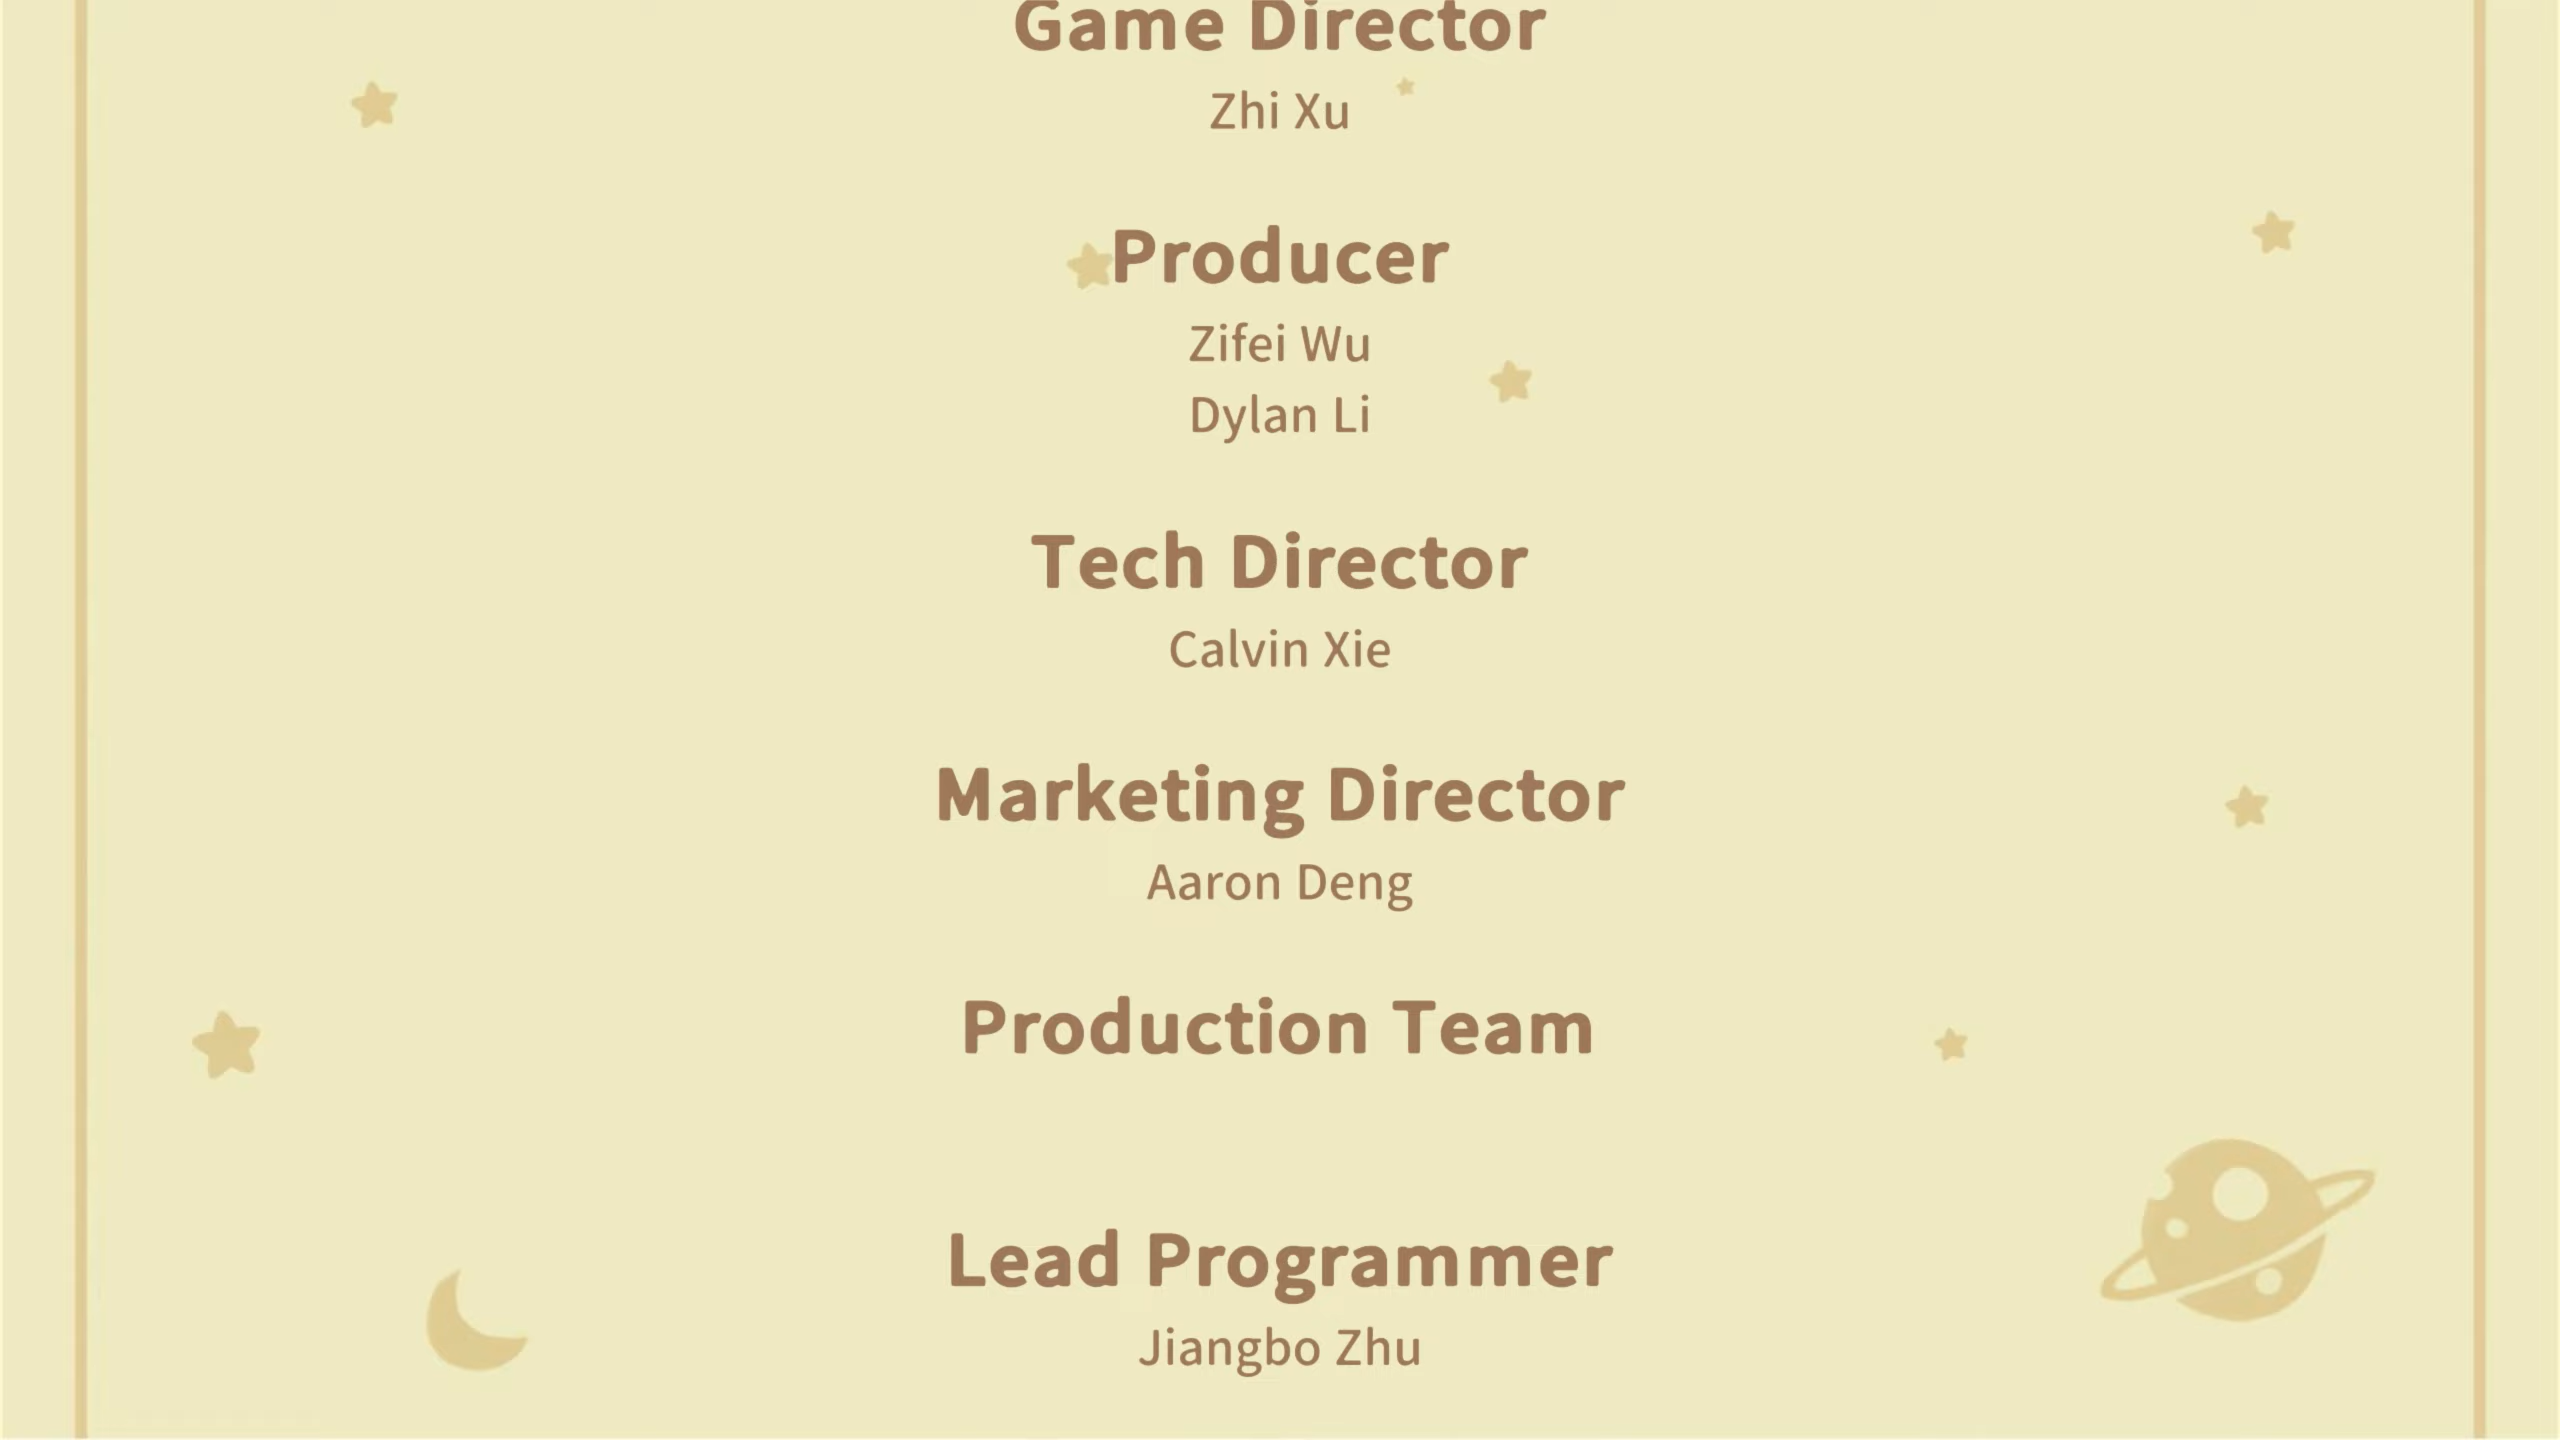 Game Director
Zhi Xu
Producer
Zifei Wu
Dylan Li
Tech Director
Calvin Xie
Marketing Director
Aaron Deng
Production Team
Lead Programmer
Jiangbo Zhu